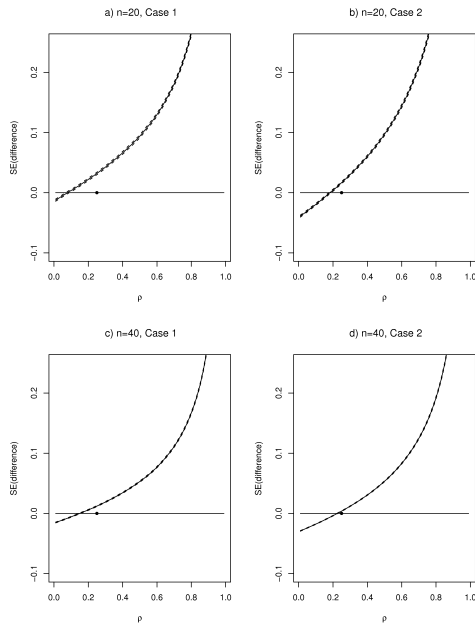 a) n=20, Case 1
SE(difference)
−0.1 0.0 0.1 0.2
0.0 0.2 0.4 0.6 0.8 1.0
ρ
b) n=20, Case 2
SE(difference)
−0.1 0.0 0.1 0.2
0.0 0.2 0.4 0.6 0.8 1.0
ρ
c) n=40, Case 1
SE(difference)
−0.1 0.0 0.1 0.2
0.0 0.2 0.4 0.6 0.8 1.0
ρ
d) n=40, Case 2
SE(difference)
−0.1 0.0 0.1 0.2
0.0 0.2 0.4 0.6 0.8 1.0
ρ